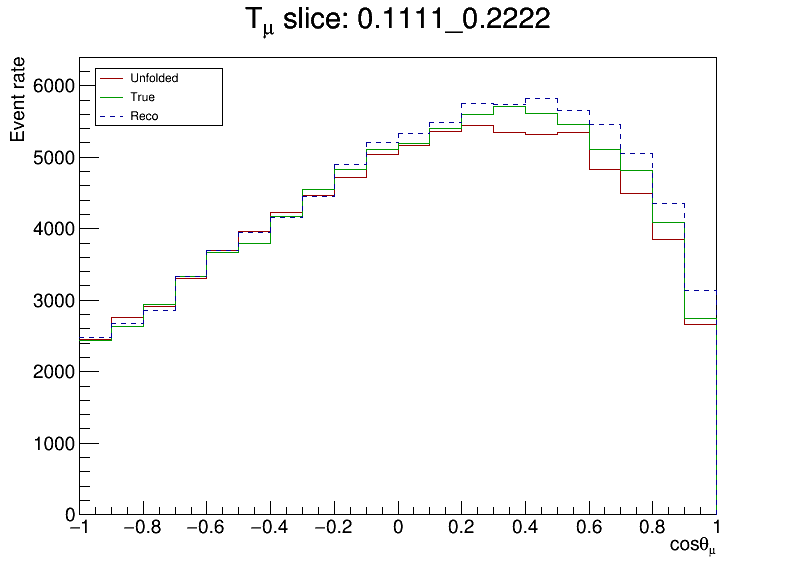 Tμ slice: 0.1111_0.2222
Event rate
Unfolded
True
Reco
6000
5000
4000
3000
2000
1000
0
−1 −0.8 −0.6 −0.4 −0.2 0 0.2 0.4 0.6 0.8 1
cosθμ